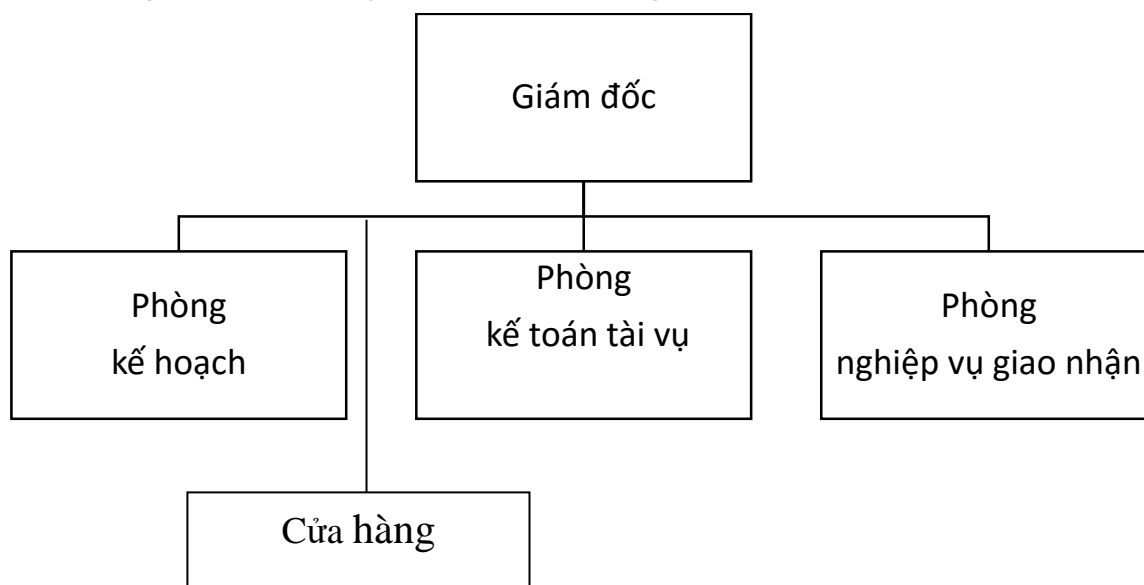 Giám đốc
Phòng
kế hoạch
Phòng
kế toán tài vụ
Phòng
nghiệp vụ giao nhận
Cửa hàng